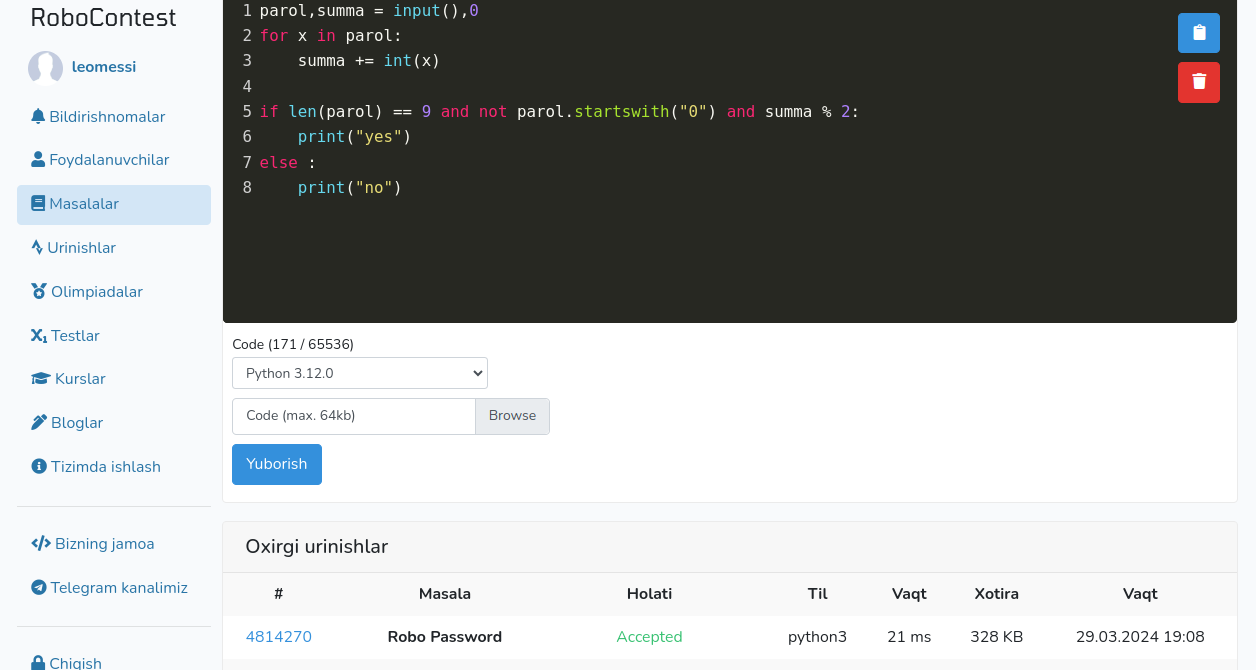 RoboContest
leomessi
Bildirishnomalar
Foydalanuvchilar
Masalalar
Urinishlar
Olimpiadalar
Testlar
Kurslar
Bloglar
Tizimda ishlash
Bizning jamoa
Telegram kanalimiz
Chiqish
1 parol,summa = input(),0
2 for x in parol:
3     summa += int(x)
4
5 if len(parol) == 9 and not parol.startswith("0") and summa % 2:
6     print("yes")
7 else :
8     print("no")
Code (171 / 65536)
Python 3.12.0
Code (max. 64kb) Browse
Yuborish
Oxirgi urinishlar
# Masala Holati Til Vaqt Xotira Vaqt
4814270 Robo Password Accepted python3 21 ms 328 KB 29.03.2024 19:08